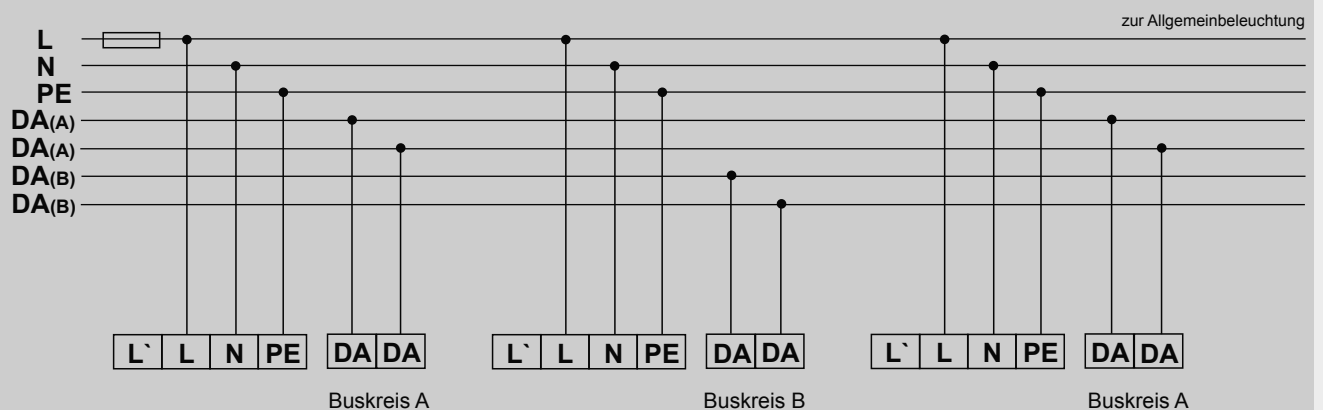 zur Allgemeinbeleuchtung
L
N
PE
DA(A)
DA(A)
DA(B)
DA(B)
L` L N PE DA DA L` L N PE DA DA L` L N PE DA DA
Buskreis A Buskreis B Buskreis A